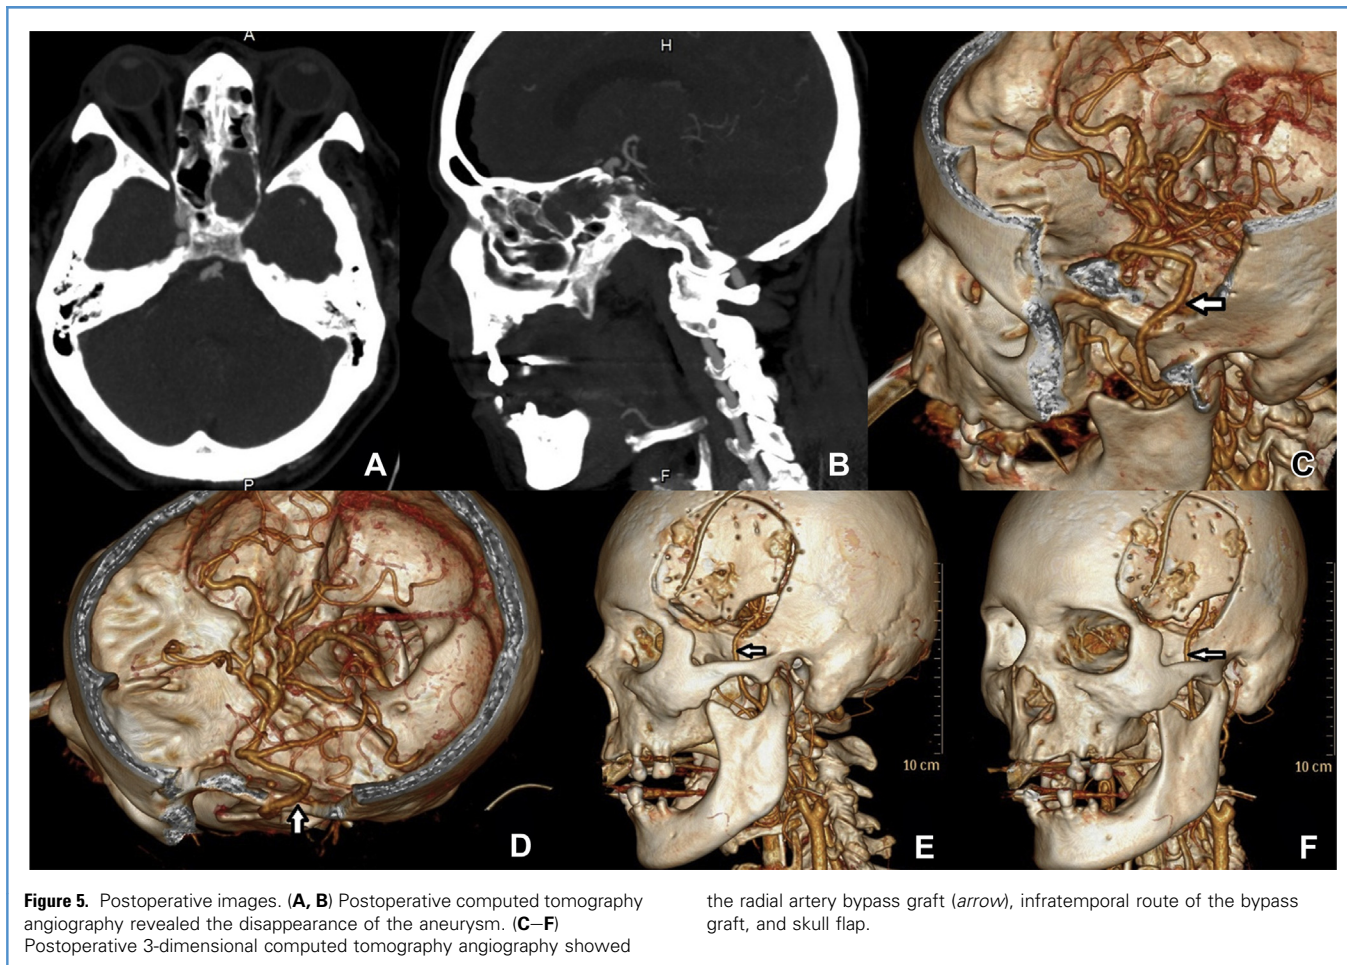 A
H
A
P
B
F
C
D
10 cm
E
10 cm
F
Figure 5. Postoperative images. (A, B) Postoperative computed tomography
angiography revealed the disappearance of the aneurysm. (C–F)
Postoperative 3-dimensional computed tomography angiography showed
the radial artery bypass graft (arrow), infratemporal route of the bypass
graft, and skull flap.